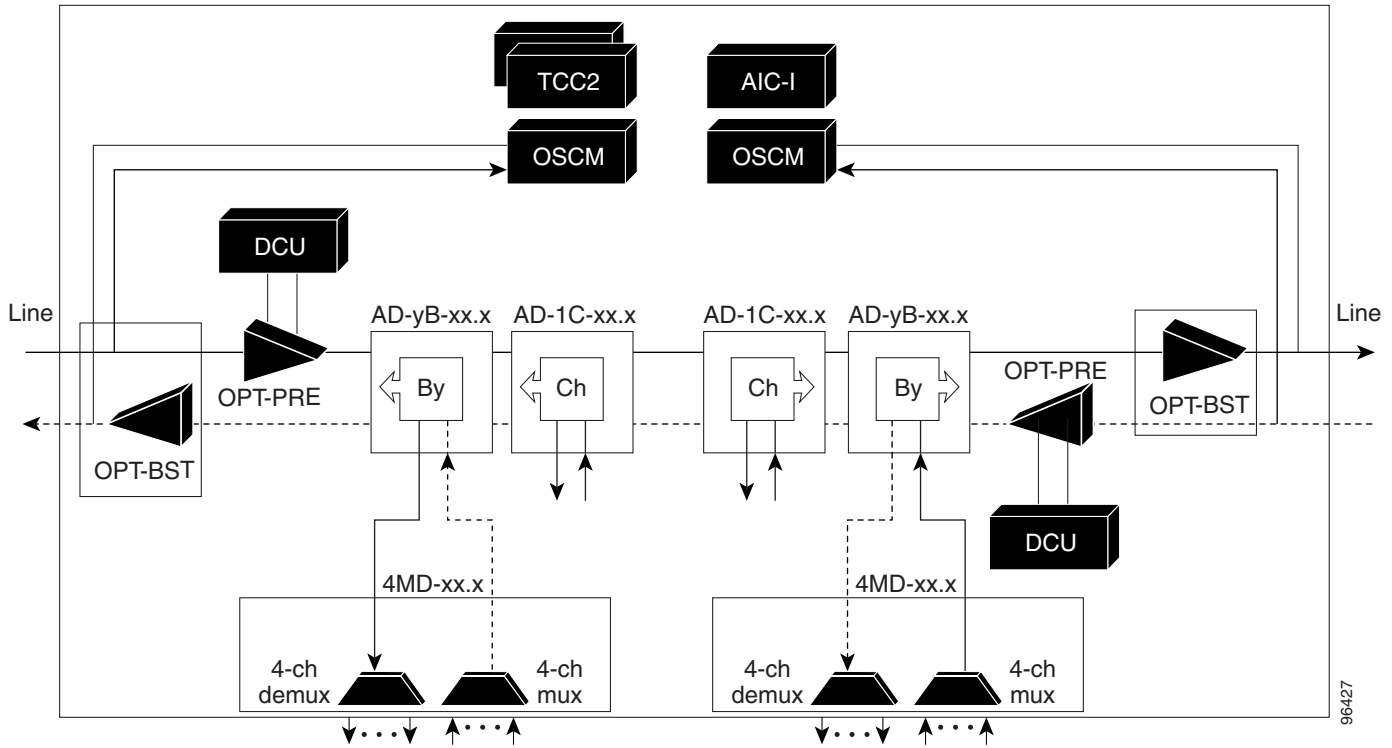 TCC2
AIC-I
OSCM
OSCM
DCU
Line
Line
AD-yB-xx.x
AD-1C-xx.x
AD-1C-xx.x
AD-yB-xx.x
By
Ch
Ch
By
OPT-PRE
OPT-PRE
OPT-BST
OPT-BST
DCU
4MD-xx.x
4MD-xx.x
4-ch
demux
4-ch
mux
4-ch
demux
4-ch
mux
96427